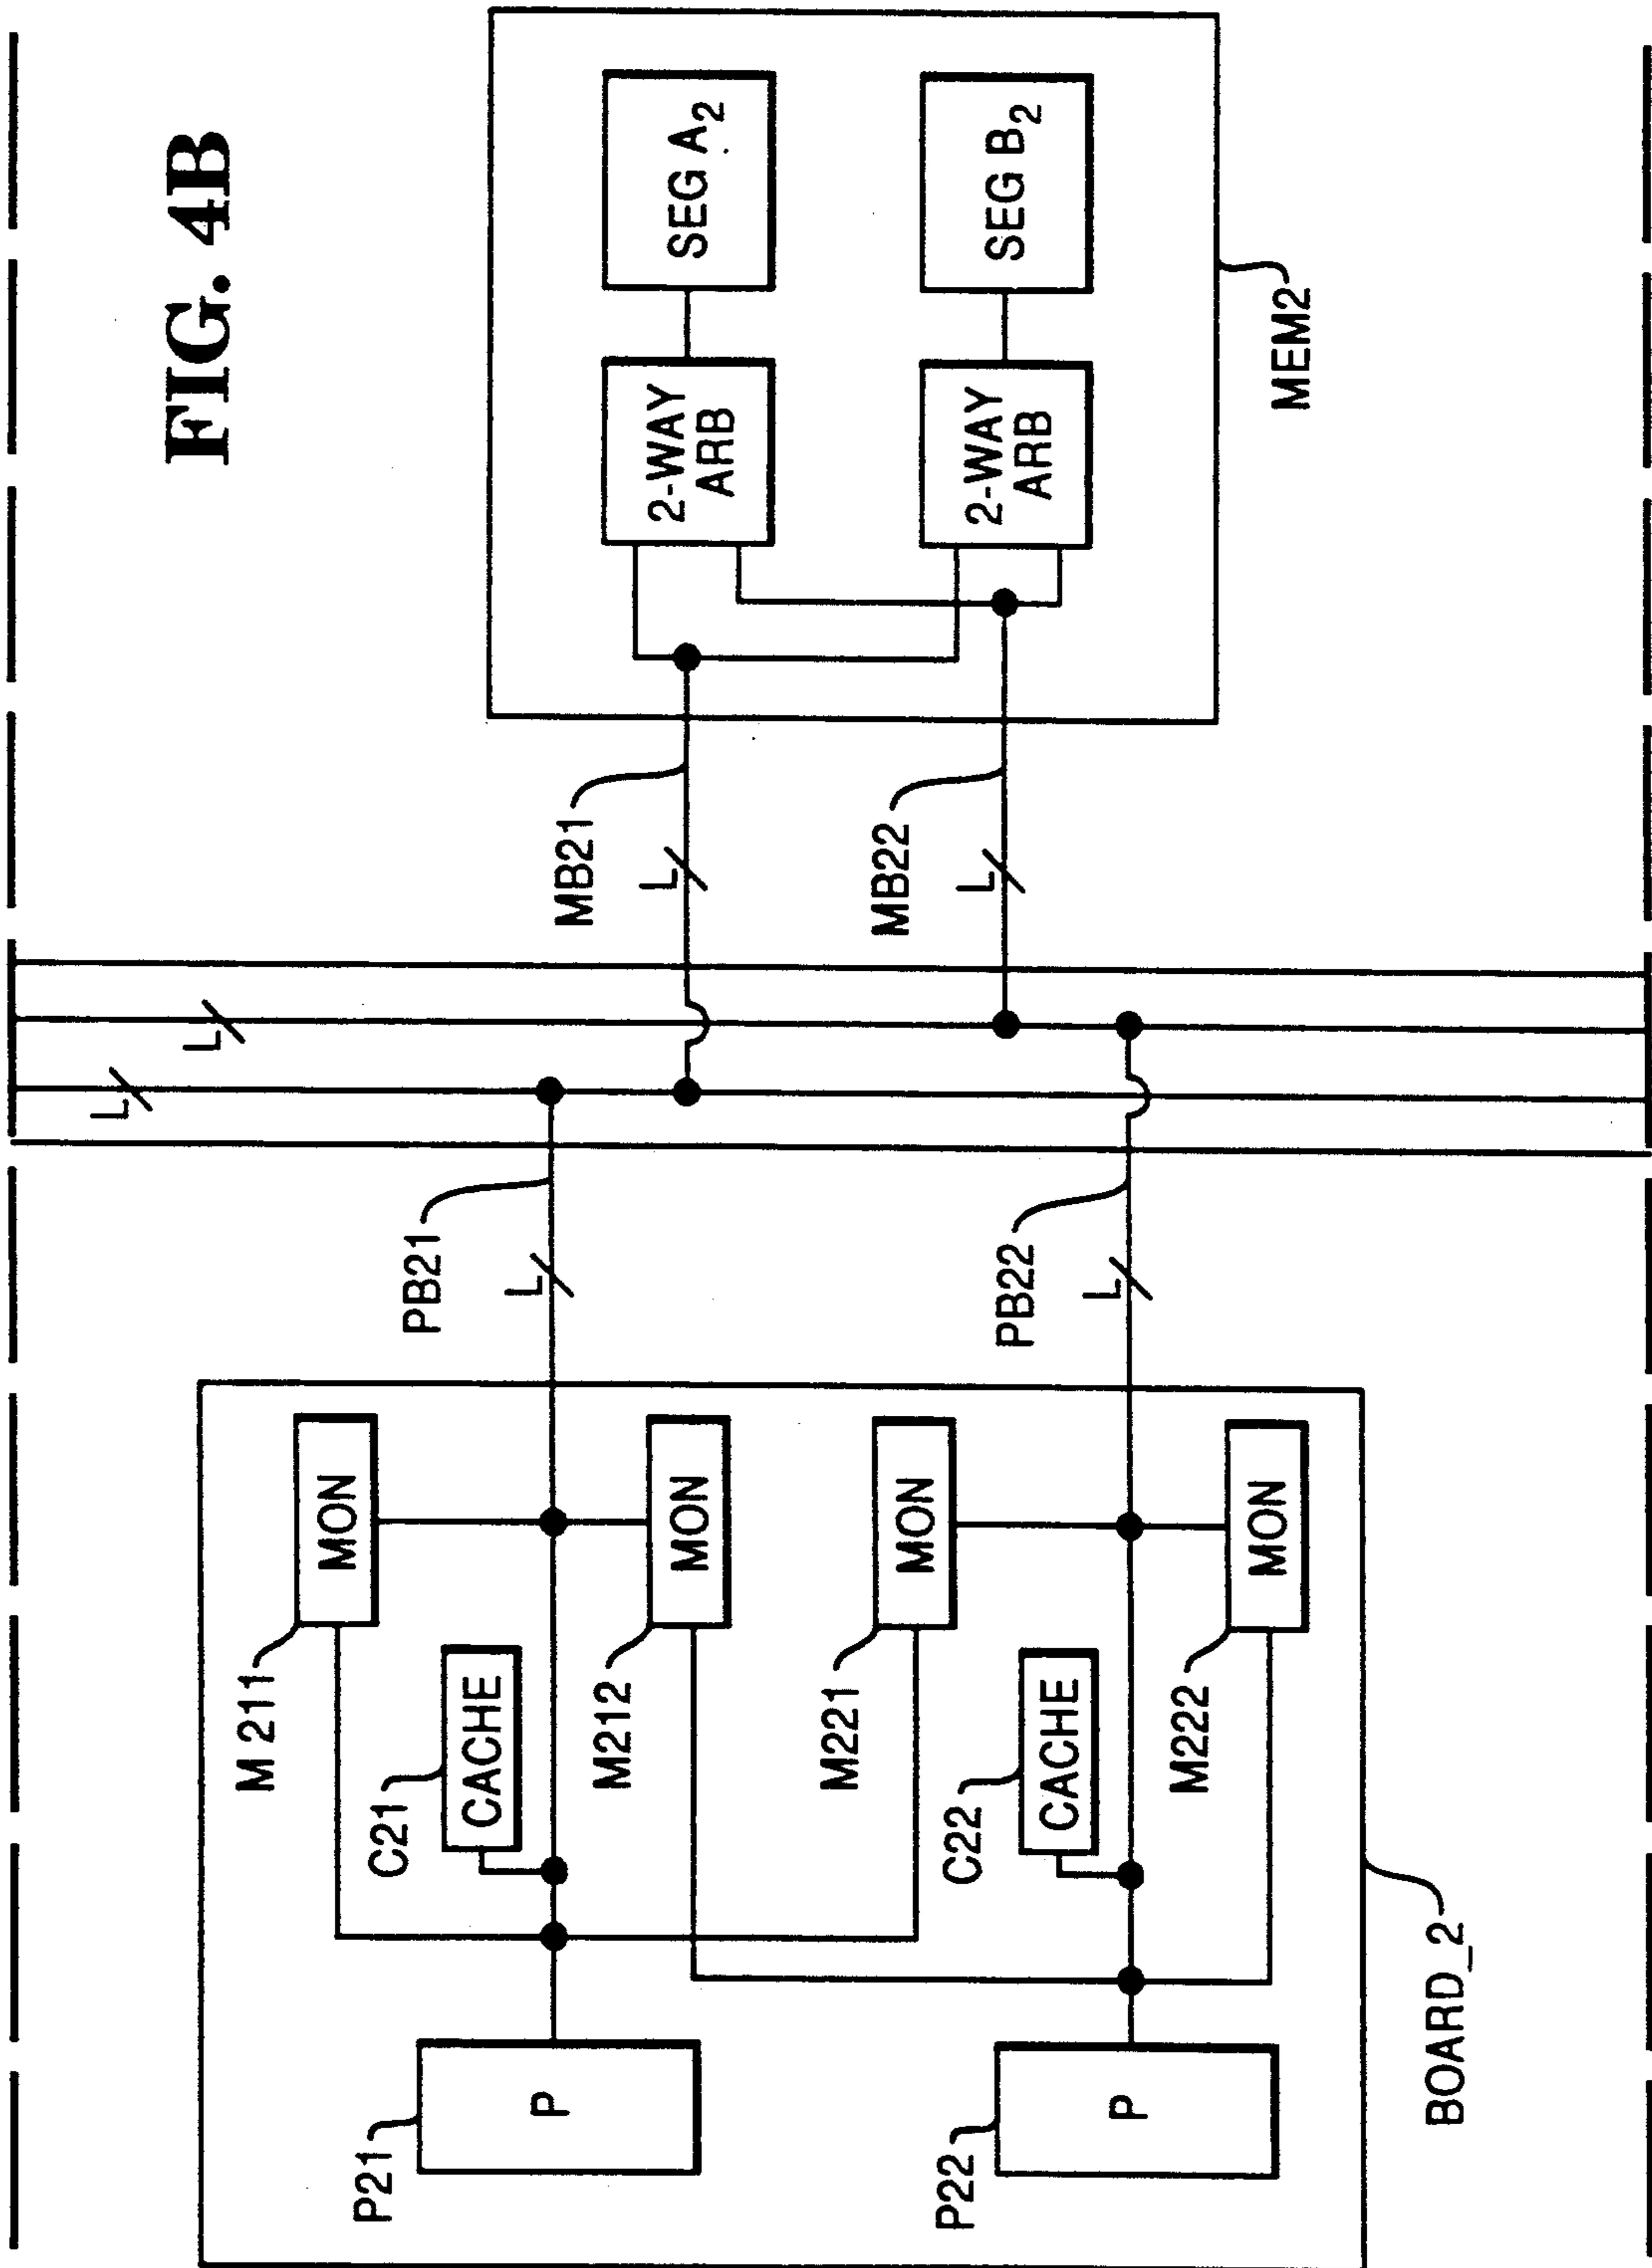 FIG. 4B
P21
P
C21
CACHE
M 211
MON
M212
MON
PB21
L
P22
P
C22
CACHE
M221
MON
M222
MON
PB22
L
BOARD_2
L
L
MB21
L
MB22
L
2-WAY
ARB
SEG A2
2-WAY
ARB
SEG B2
MEM2